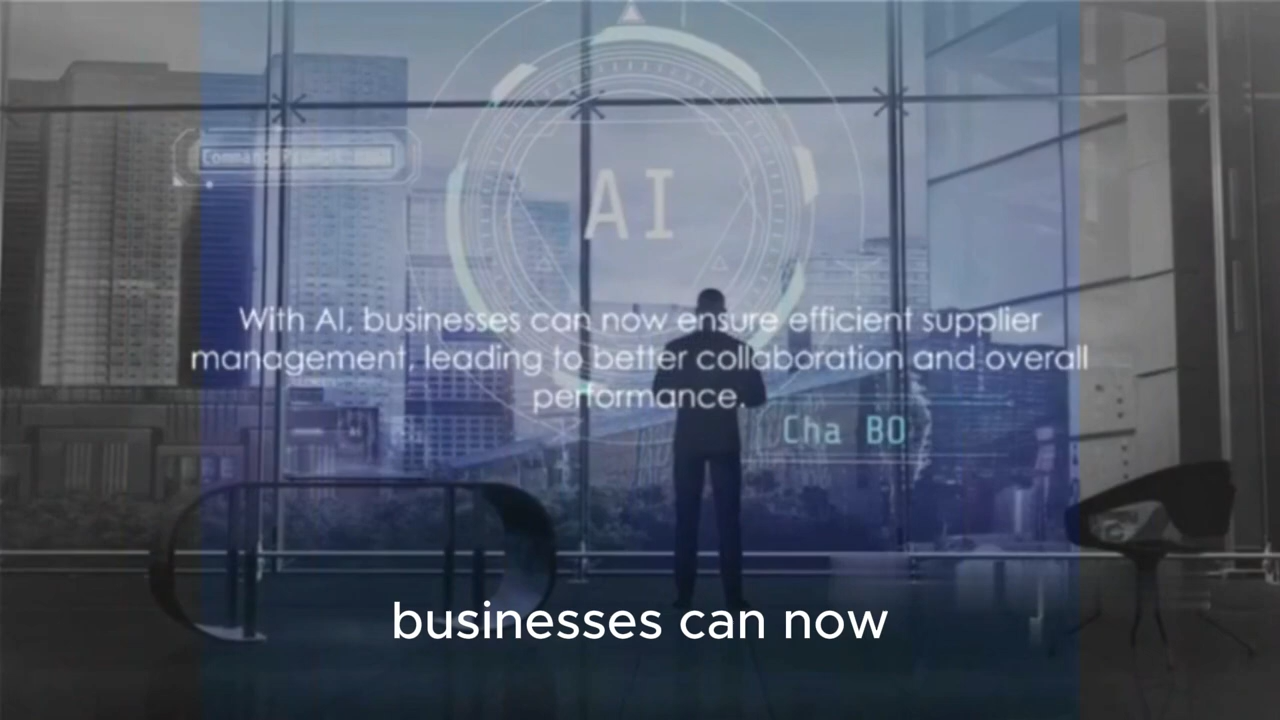 AI
With AI, businesses can now ensure efficient supplier
management, leading to better collaboration and overall
performance.
Cha BO
businesses can now